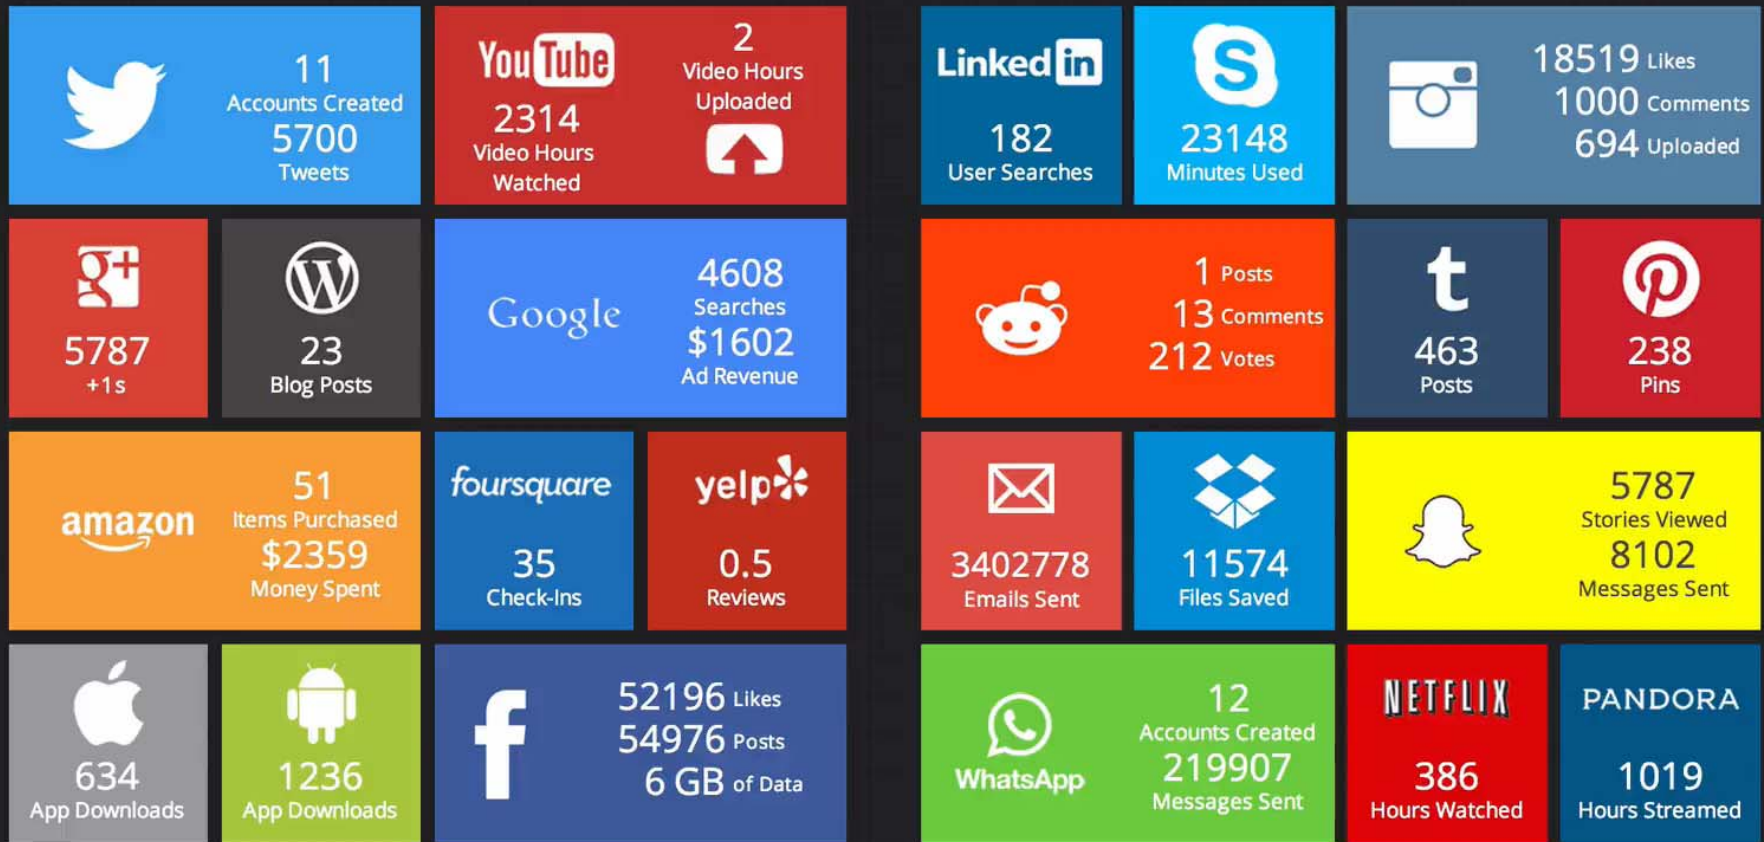 11
Accounts Created
5700
Tweets
YouTube
2314
Video Hours
Watched
2
Video Hours
Uploaded
Linked in
182
User Searches
23148
Minutes Used
18519 Likes
1000 Comments
694 Uploaded
g+
5787
+1s
23
Blog Posts
Google
4608
Searches
$1602
Ad Revenue
1 Posts
13 Comments
212 Votes
t
463
Posts
238
Pins
amazon
51
Items Purchased
$2359
Money Spent
foursquare
35
Check-Ins
yelp
0.5
Reviews
3402778
Emails Sent
11574
Files Saved
5787
Stories Viewed
8102
Messages Sent
634
App Downloads
1236
App Downloads
f
52196 Likes
54976 Posts
6 GB of Data
WhatsApp
12
Accounts Created
219907
Messages Sent
NETFLIX
386
Hours Watched
PANDORA
1019
Hours Streamed